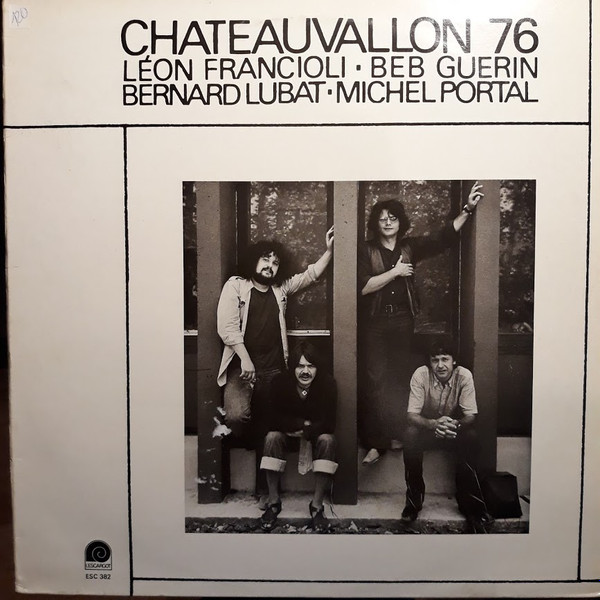 CHATEAUVALLON 76
LÉON FRANCIOLI · BEB GUERIN
BERNARD LUBAT · MICHEL PORTAL
L'ESCARGOT
ESC 382